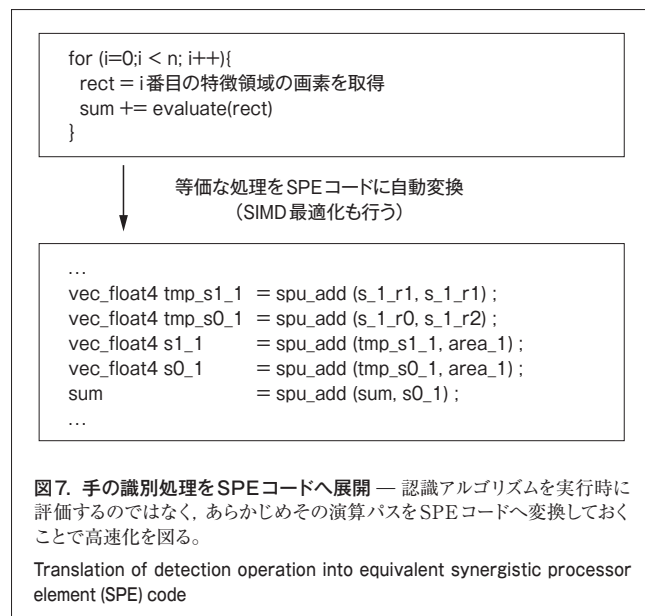 for (i=0;i < n; i++){
rect = i番目の特徴領域の画素を取得
sum += evaluate(rect)
}
等価な処理をSPEコードに自動変換
（SIMD最適化も行う）
...
vec_float4 tmp_s1_1 = spu_add (s_1_r1, s_1_r1) ;
vec_float4 tmp_s0_1 = spu_add (s_1_r0, s_1_r2) ;
vec_float4 s1_1 = spu_add (tmp_s1_1, area_1) ;
vec_float4 s0_1 = spu_add (tmp_s0_1, area_1) ;
sum = spu_add (sum, s0_1) ;
...
図7. 手の識別処理をSPEコードへ展開 — 認識アルゴリズムを実行時に
評価するのではなく，あらかじめその演算パスをSPEコードへ変換しておく
ことで高速化を図る。
Translation of detection operation into equivalent synergistic processor
element (SPE) code